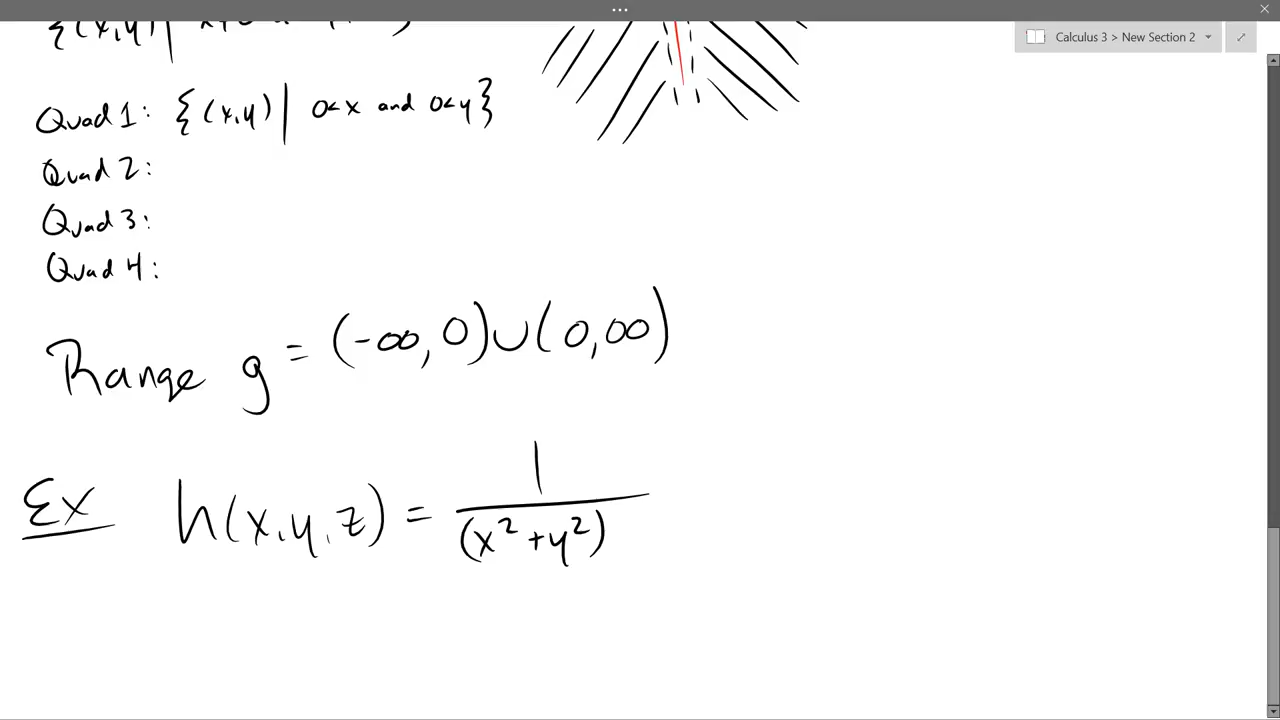 Calculus 3 > New Section 2
Quad 1: {(x,y) | 0<x and 0<y}
Quad 2:
Quad 3:
Quad 4:
Range g = (-∞,0)∪(0,∞)
Ex h(x,y,z) = 1/(x²+y²)